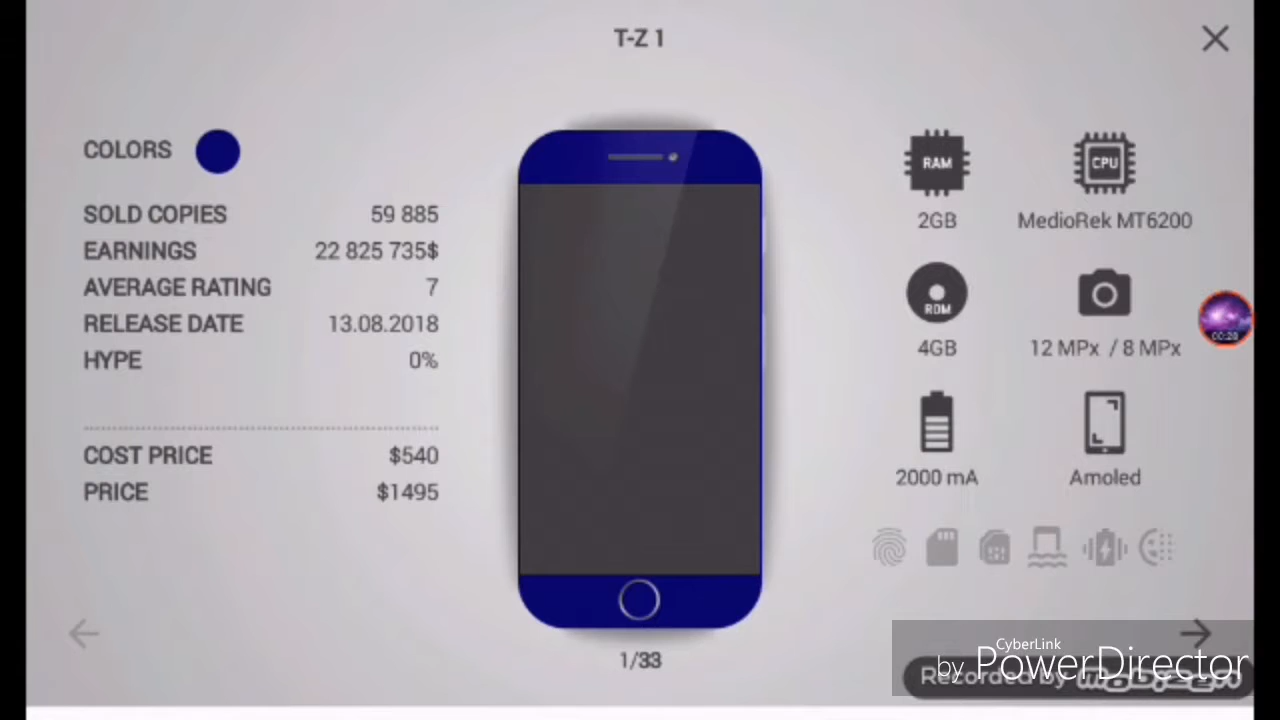 T-Z 1
COLORS
SOLD COPIES 59 885
EARNINGS 22 825 735$
AVERAGE RATING 7
RELEASE DATE 13.08.2018
HYPE 0%
COST PRICE $540
PRICE $1495
RAM
2GB
CPU
MedioRek MT6200
ROM
4GB
12 MPx / 8 MPx
2000 mA
Amoled
00:28
1/33
CyberLink
by PowerDirector
Recorded by